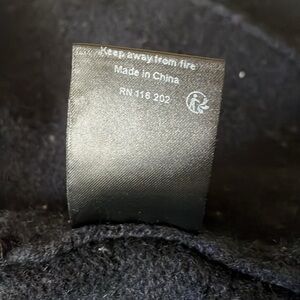 Keep away from fire
Made in China
RN 116 202